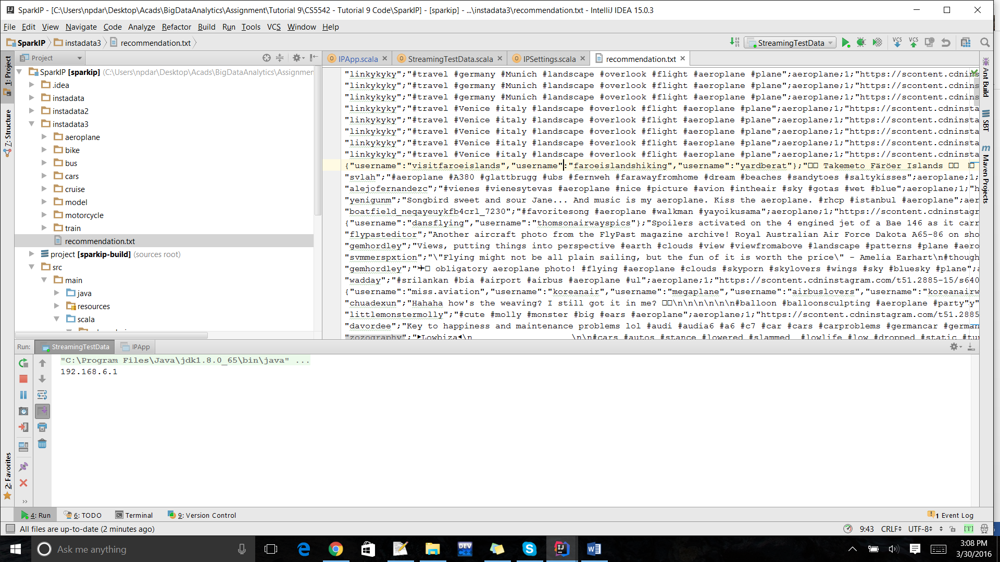 SparkIP - [C:\Users\npdar\Desktop\Acads\BigDataAnalytics\Assignment\Tutorial 9\CS5542 - Tutorial 9 Code\SparkIP] - [sparkip] - ...\instadata3\recommendation.txt - IntelliJ IDEA 15.0.3
File Edit View Navigate Code Analyze Refactor Build Run Tools VCS Window Help
SparkIP instadata3 recommendation.txt StreamingTestData VCS VCS
Project IPApp.scala StreamingTestData.scala IPSettings.scala recommendation.txt
1: Project
7: Structure
2: Favorites
SparkIP [sparkip] (C:\Users\npdar\Desktop\Acads\BigDataAnalytics\Assignmen
.idea
instadata
instadata2
instadata3
aeroplane
bike
bus
cars
cruise
model
motorcycle
train
recommendation.txt
project [sparkip-build] (sources root)
src
main
java
resources
scala
"linkykyky";"#travel #germany #Munich #landscape #overlook #flight #aeroplane #plane";aeroplane;1;"https://scontent.cdnins
"linkykyky";"#travel #germany #Munich #landscape #overlook #flight #aeroplane #plane";aeroplane;1;"https://scontent.cdnins
"linkykyky";"#travel #germany #Munich #landscape #overlook #flight #aeroplane #plane";aeroplane;1;"https://scontent.cdnins
"linkykyky";"#travel #Venice #italy #landscape #overlook #flight #aeroplane #plane";aeroplane;1;"https://scontent.cdninsta
"linkykyky";"#travel #Venice #italy #landscape #overlook #flight #aeroplane #plane";aeroplane;1;"https://scontent.cdninsta
"linkykyky";"#travel #Venice #italy #landscape #overlook #flight #aeroplane #plane";aeroplane;1;"https://scontent.cdninsta
"linkykyky";"#travel #Venice #italy #landscape #overlook #flight #aeroplane #plane";aeroplane;1;"https://scontent.cdninsta
"linkykyky";"#travel #Venice #italy #landscape #overlook #flight #aeroplane #plane";aeroplane;1;"https://scontent.cdninsta
{"username":"visitfaroeislands","username":"faroeislandshiking","username":"yardberat"};"□□ Takemeto Färöer Islands □□ □
"svlah";"#aeroplane #A380 #glattbrugg #ubs #fernweh #farawayfromhome #dream #beaches #sandytoes #saltykisses";aeroplane;1;
"alejofernandezc";"#vienes #vienesytevas #aeroplane #nice #picture #avion #intheair #sky #gotas #wet #blue";aeroplane;1;"h
"yenigunm";"Songbird sweet and sour Jane... And music is my aeroplane. Kiss the aeroplane. #rhcp #istanbul #aeroplane";aer
"boatfield_neqayeuykfb4crl_7230";"#favoritesong #aeroplane #walkman #yayoikusama";aeroplane;1;"https://scontent.cdninstagr
{"username":"dansflying","username":"thomsonairwayspics"};"Spoilers activated on the 4 engined jet of a Bae 146 as it carr
"flypasteditor";"Another aircraft photo from the FlyPast magazine archive! Royal Australian Air Force Dakota A65-86 on sho
"gemhordley";"Views, putting things into perspective #earth #clouds #view #viewfromabove #landscape #patterns #plane #aero
"svmmerspxtion";"\"Flying might not be all plain sailing, but the fun of it is worth the price\" - Amelia Earhart\n#though
"gemhordley";"✈□ obligatory aeroplane photo! #flying #aeroplane #clouds #skyporn #skylovers #wings #sky #bluesky #plane";a
"wadday";"#srilankan #bia #airport #airbus #aeroplane #ul";aeroplane;1;"https://scontent.cdninstagram.com/t51.2885-15/s640
{"username":"miss.aviation","username":"koreanair","username":"megaplane","username":"airbuslovers","username":"koreanairw
"chuadexun";"Hahaha how's the weaving? I still got it in me? □□\n\n\n\n\n\n#balloon #balloonsculpting #aeroplane #party"y"
"littlemonstermolly";"#cute #molly #monster #big #ears #aeroplane";aeroplane;1;"https://scontent.cdninstagram.com/t51.2885
"davordee";"Key to happiness and maintenance problems lol #audi #audia6 #a6 #c7 #car #cars #carproblems #germancar #german
"zozography";"▶Lowbiza◀\n \n\n#cars #autos #stance #lowered #slammed #lowlife #low #dropped #static #tu
Ant Build
SBT
Maven Projects
Run: StreamingTestData IPApp
"C:\Program Files\Java\jdk1.8.0_65\bin\java" ...
192.168.6.1
4: Run 6: TODO Terminal 9: Version Control 1 Event Log
All files are up-to-date (2 minutes ago) 9:43 CRLF UTF-8 [T]
Ask me anything DEV 3:08 PM
3/30/2016